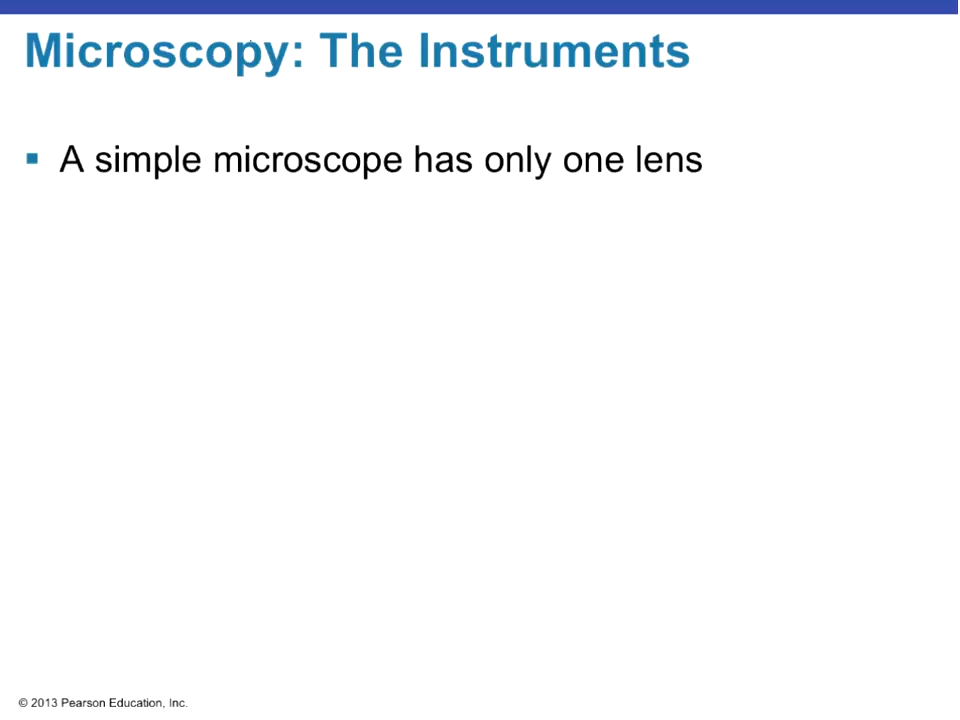 Microscopy: The Instruments
▪ A simple microscope has only one lens
© 2013 Pearson Education, Inc.